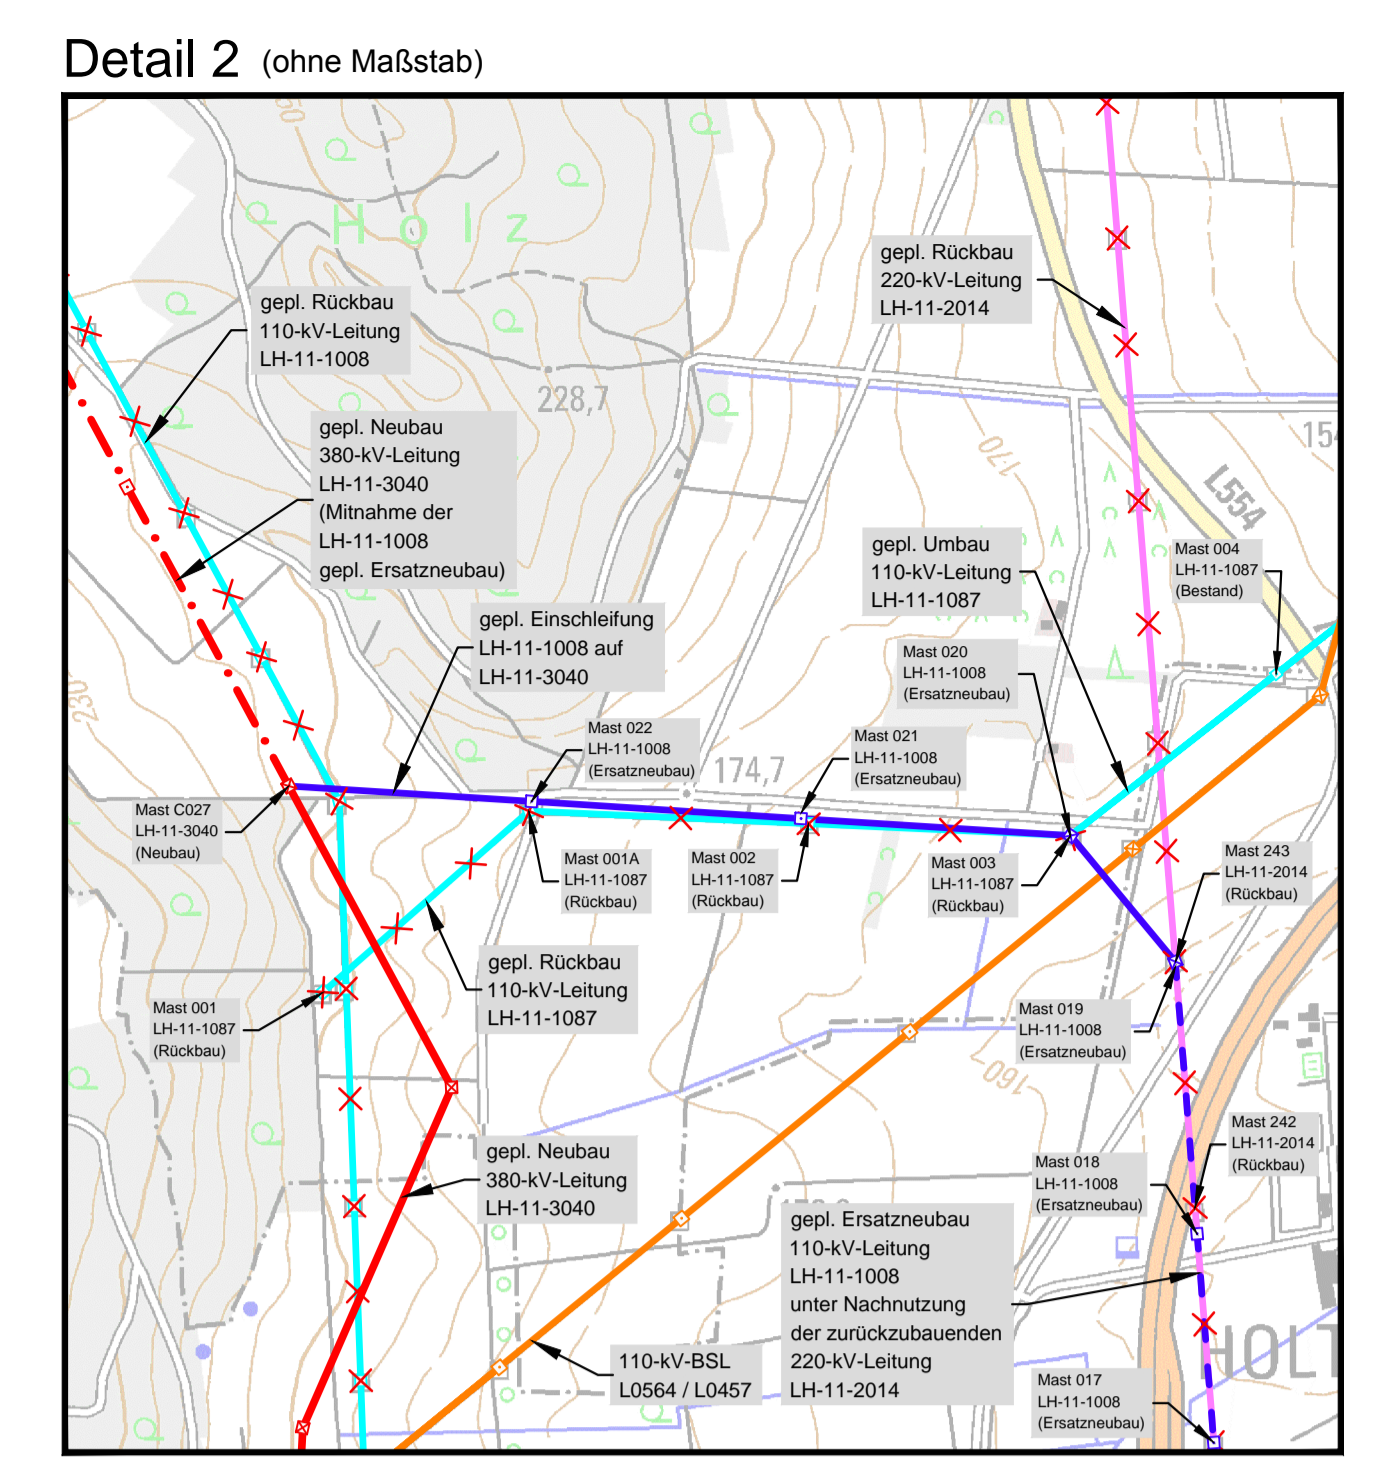 Detail 2 (ohne Maßstab)
50
Holz
gepl. Rückbau
220-kV-Leitung
LH-11-2014
gepl. Rückbau
110-kV-Leitung
LH-11-1008
228,7
gepl. Neubau
380-kV-Leitung
LH-11-3040
(Mitnahme der
LH-11-1008
gepl. Ersatzneubau)
170
L554
gepl. Umbau
110-kV-Leitung
LH-11-1087
Mast 004
LH-11-1087
(Bestand)
gepl. Einschleifung
LH-11-1008 auf
LH-11-3040
Mast 020
LH-11-1008
(Ersatzneubau)
230
Mast 022
LH-11-1008
(Ersatzneubau)
174,7
Mast 021
LH-11-1008
(Ersatzneubau)
Mast C027
LH-11-3040
(Neubau)
Mast 001A
LH-11-1087
(Rückbau)
Mast 002
LH-11-1087
(Rückbau)
Mast 003
LH-11-1087
(Rückbau)
Mast 243
LH-11-2014
(Rückbau)
gepl. Rückbau
110-kV-Leitung
LH-11-1087
Mast 001
LH-11-1087
(Rückbau)
Mast 019
LH-11-1008
(Ersatzneubau)
160
gepl. Neubau
380-kV-Leitung
LH-11-3040
Mast 242
LH-11-2014
(Rückbau)
Mast 018
LH-11-1008
(Ersatzneubau)
gepl. Ersatzneubau
110-kV-Leitung
LH-11-1008
unter Nachnutzung
der zurückzubauenden
220-kV-Leitung
LH-11-2014
110-kV-BSL
L0564 / L0457
HOLT
Mast 017
LH-11-1008
(Ersatzneubau)